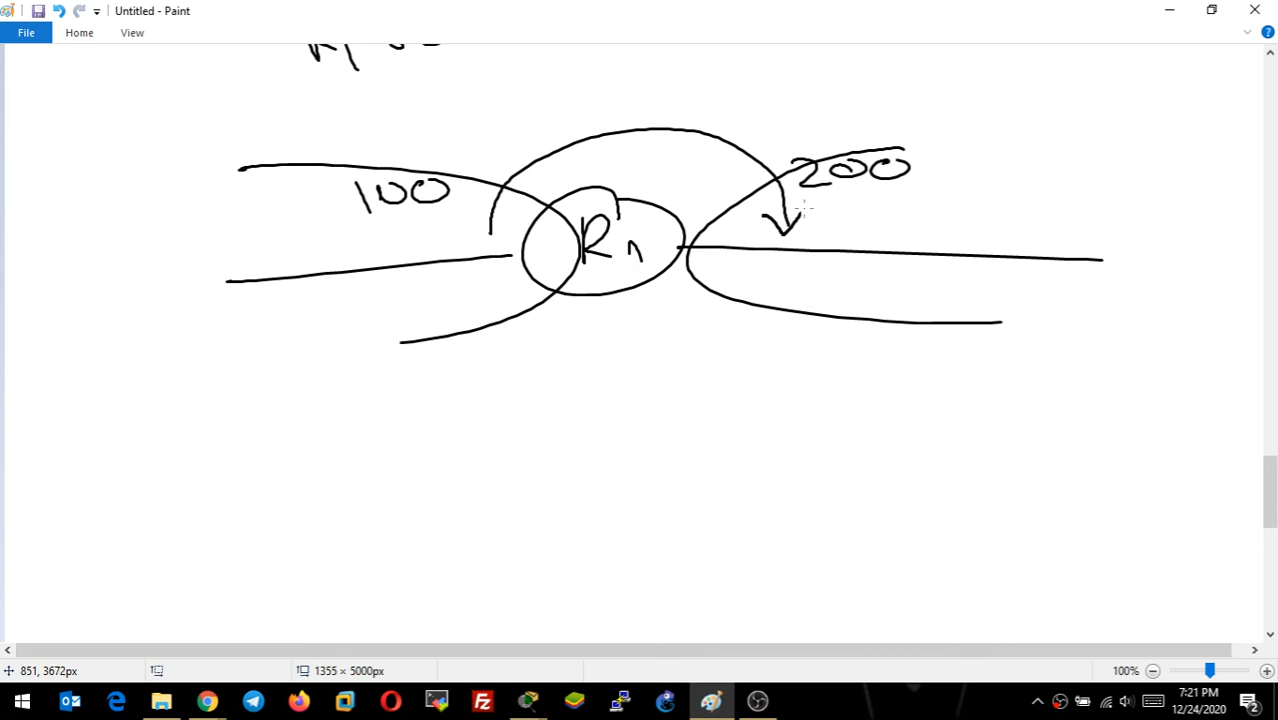 Untitled - Paint
File Home View
100
200
R1
851, 3672px
1355 × 5000px
100%
7:21 PM
12/24/2020
2